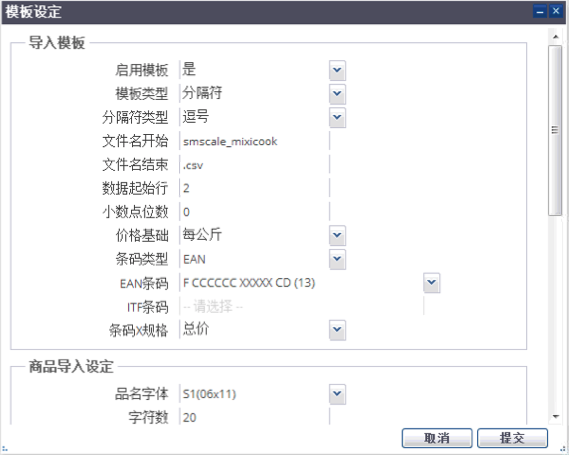 模板设定
导入模板
启用模板 是
模板类型 分隔符
分隔符类型 逗号
文件名开始 smscale_mixicook
文件名结束 .csv
数据起始行 2
小数点位数 0
价格基础 每公斤
条码类型 EAN
EAN条码 F CCCCCC XXXXX CD (13)
ITF条码 -- 请选择 --
条码X规格 总价
商品导入设定
品名字体 S1(06x11)
字符数 20
取消 提交